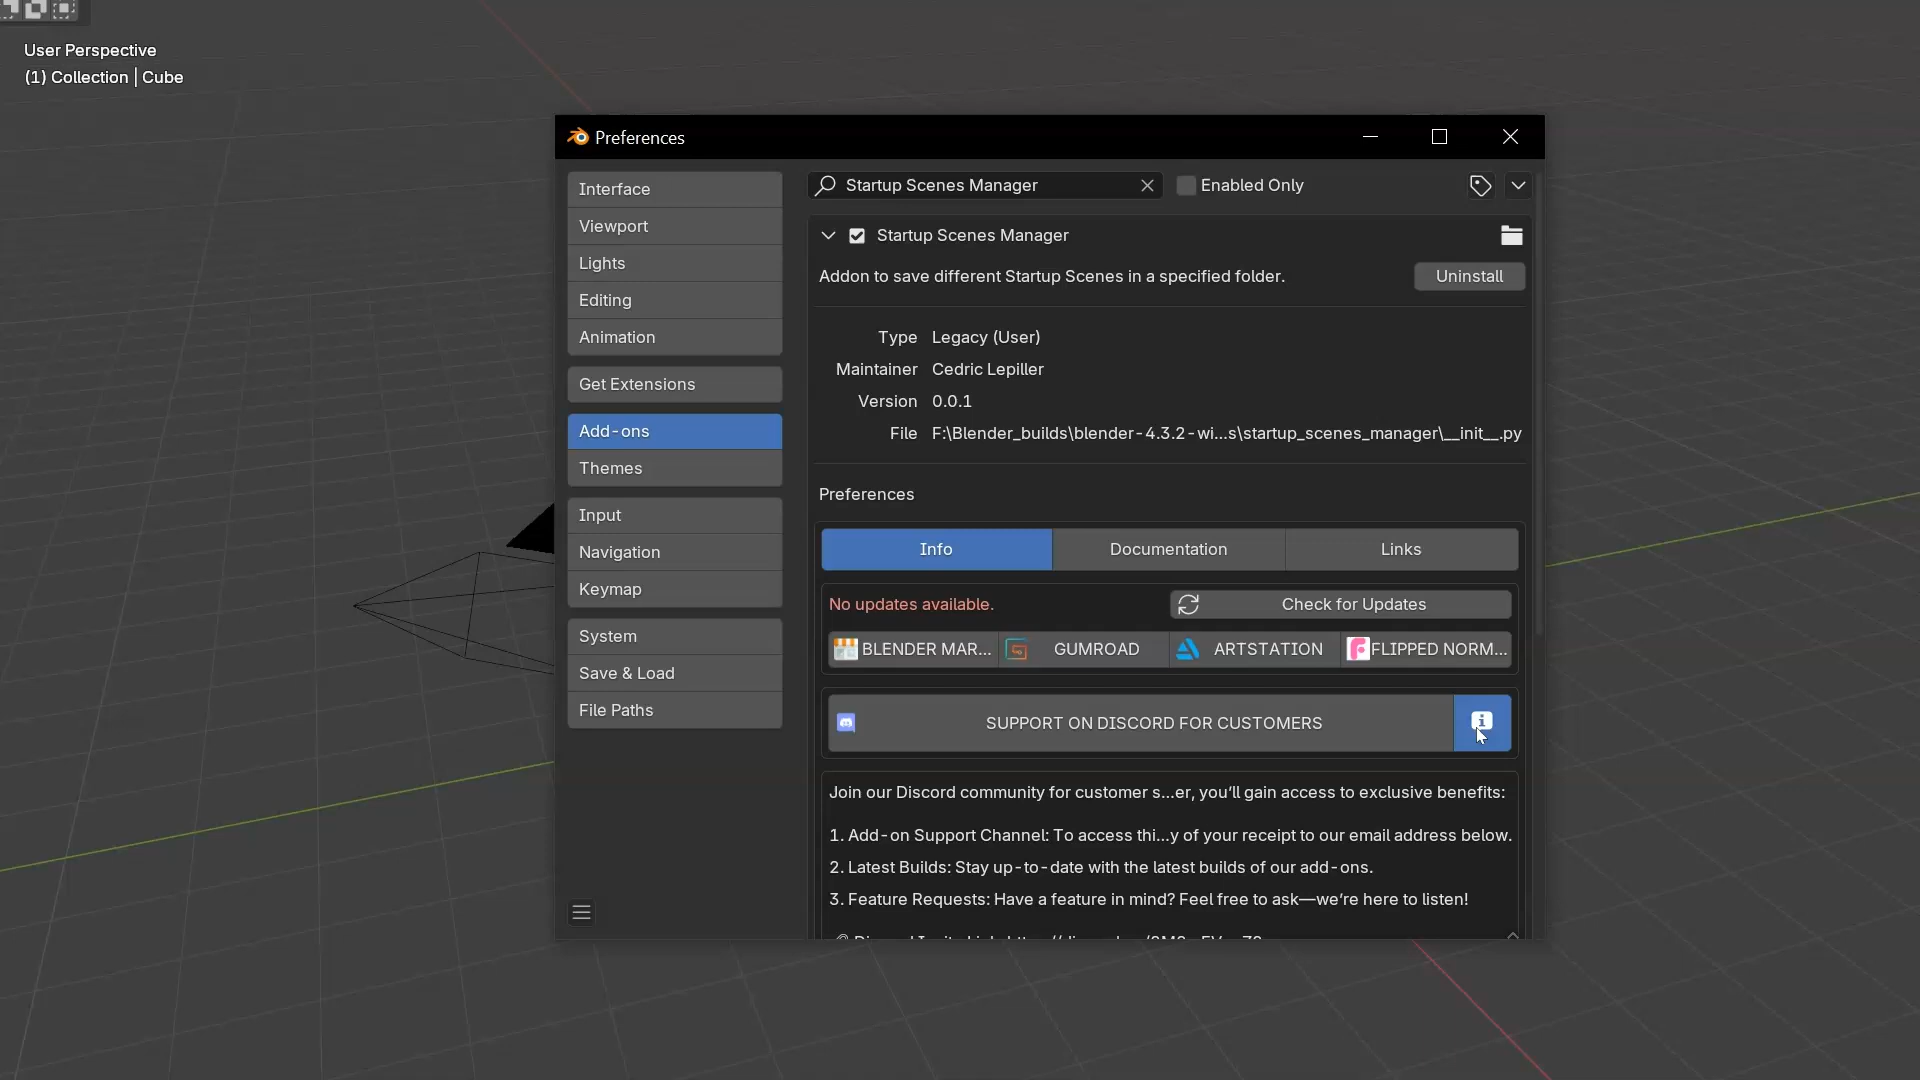 User Perspective
(1) Collection | Cube
Preferences
Interface
Viewport
Lights
Editing
Animation
Get Extensions
Add-ons
Themes
Input
Navigation
Keymap
System
Save & Load
File Paths
Startup Scenes Manager
Enabled Only
Startup Scenes Manager
Addon to save different Startup Scenes in a specified folder.
Uninstall
Type Legacy (User)
Maintainer Cedric Lepiller
Version 0.0.1
File F:\Blender_builds\blender-4.3.2-wi...s\startup_scenes_manager\__init__.py
Preferences
Info Documentation Links
No updates available. Check for Updates
BLENDER MAR... GUMROAD ARTSTATION FLIPPED NORM...
SUPPORT ON DISCORD FOR CUSTOMERS
Join our Discord community for customer s...er, you'll gain access to exclusive benefits:
1. Add-on Support Channel: To access thi...y of your receipt to our email address below.
2. Latest Builds: Stay up-to-date with the latest builds of our add-ons.
3. Feature Requests: Have a feature in mind? Feel free to ask—we're here to listen!